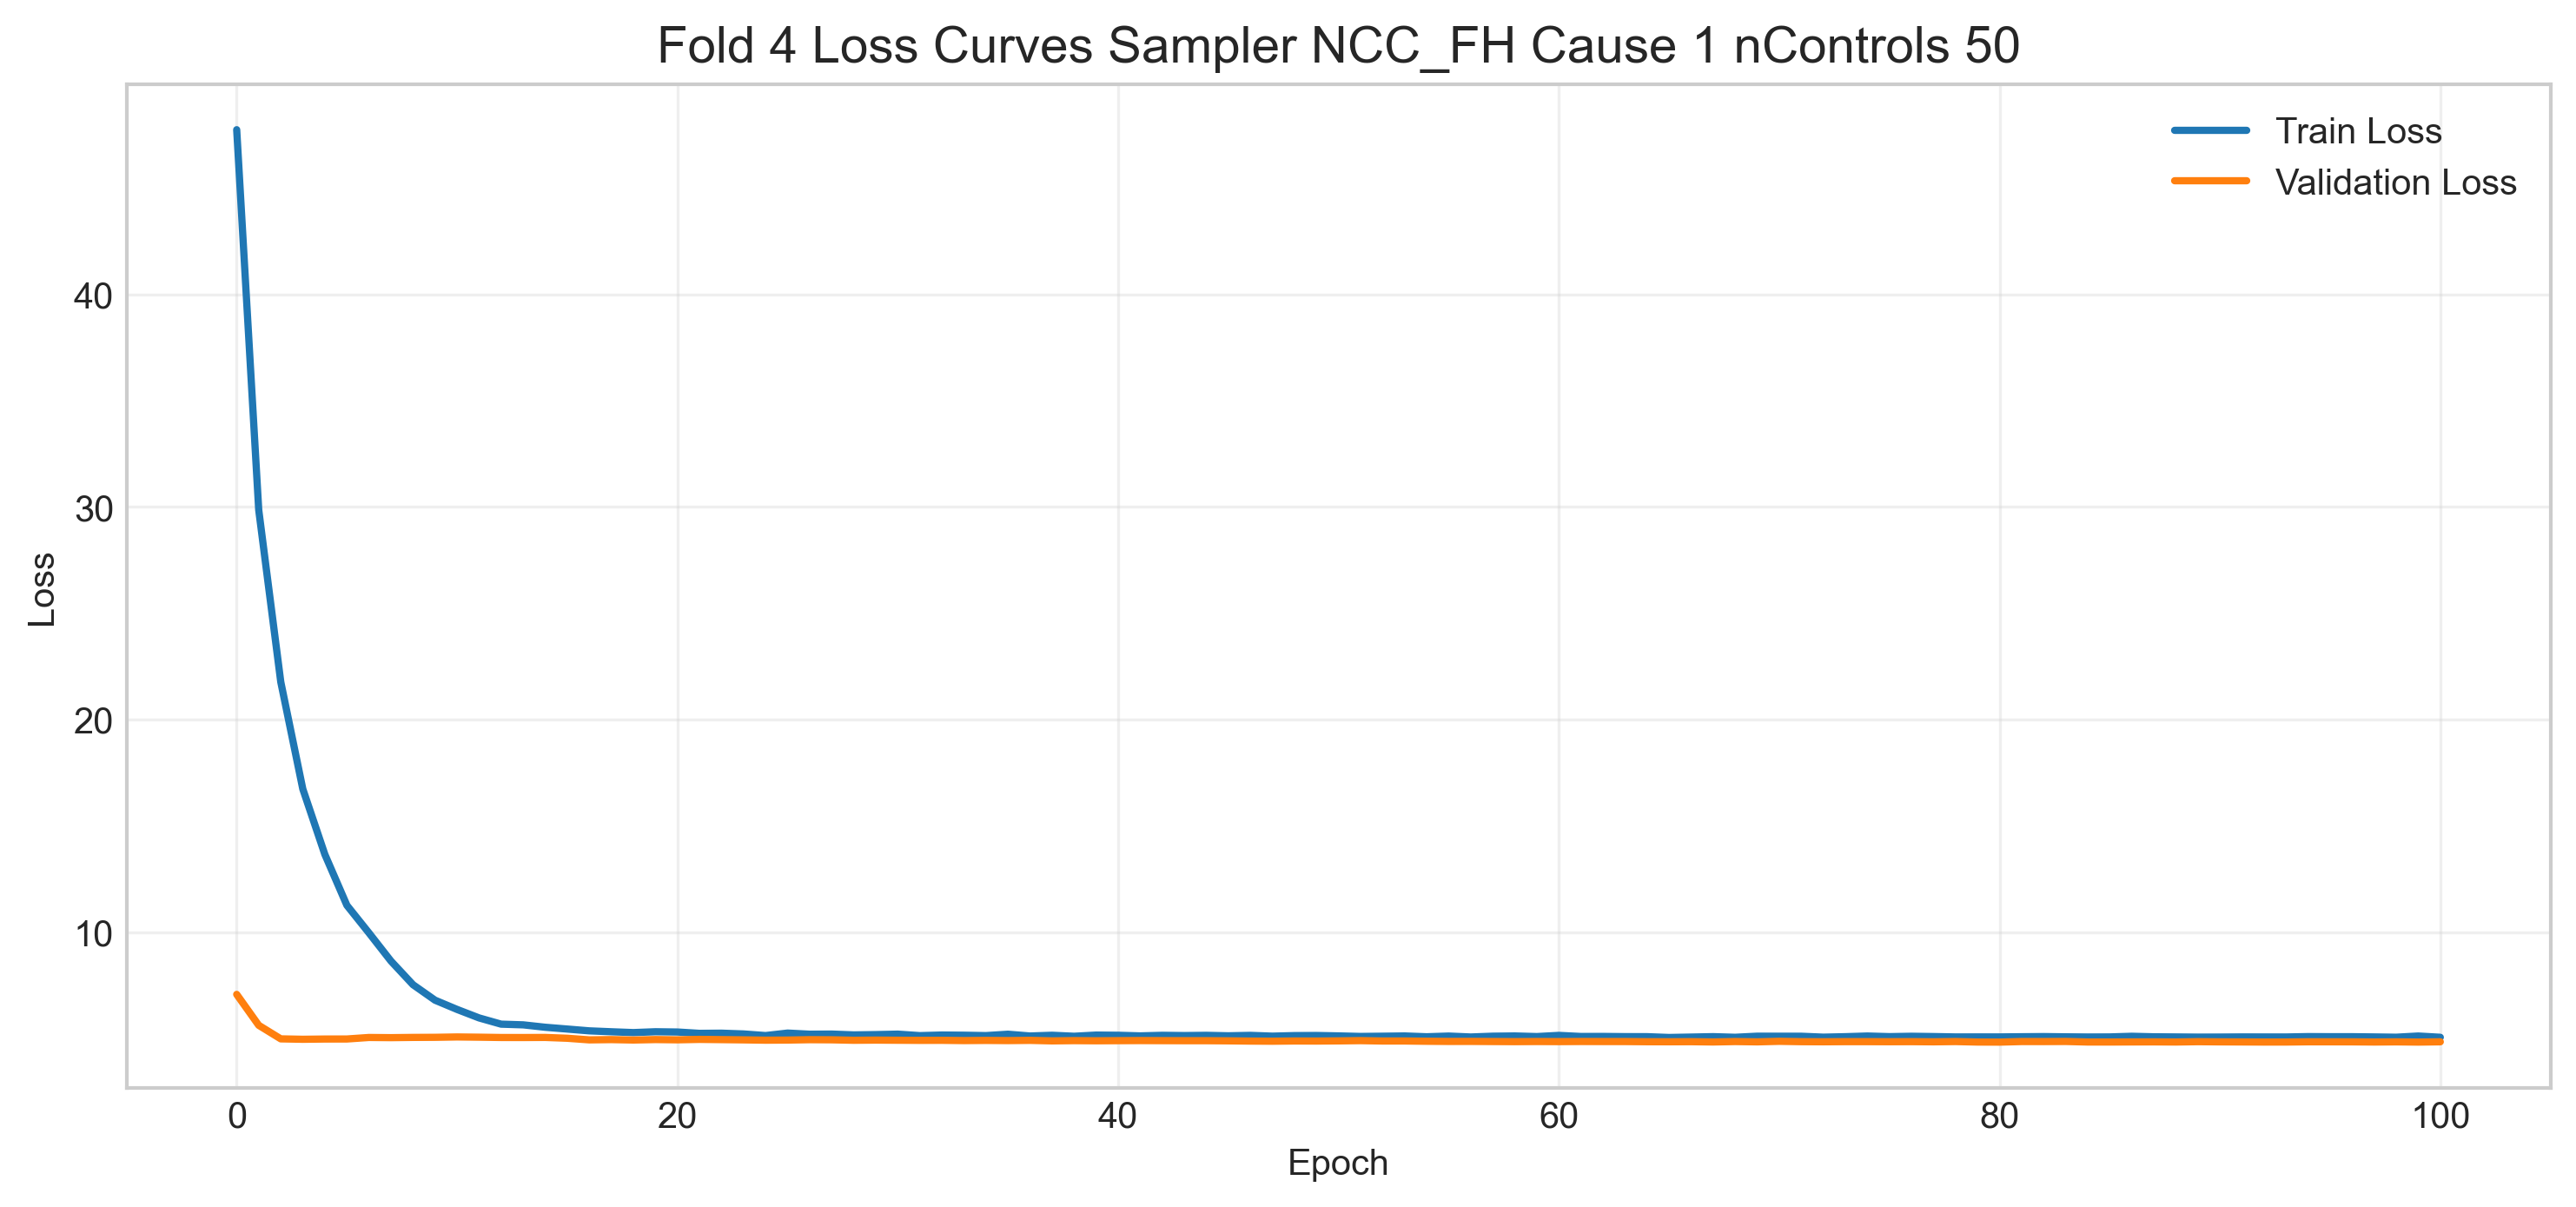 Fold 4 Loss Curves Sampler NCC_FH Cause 1 nControls 50
Train Loss
Validation Loss
40
30
20
10
Loss
0 20 40 60 80 100
Epoch